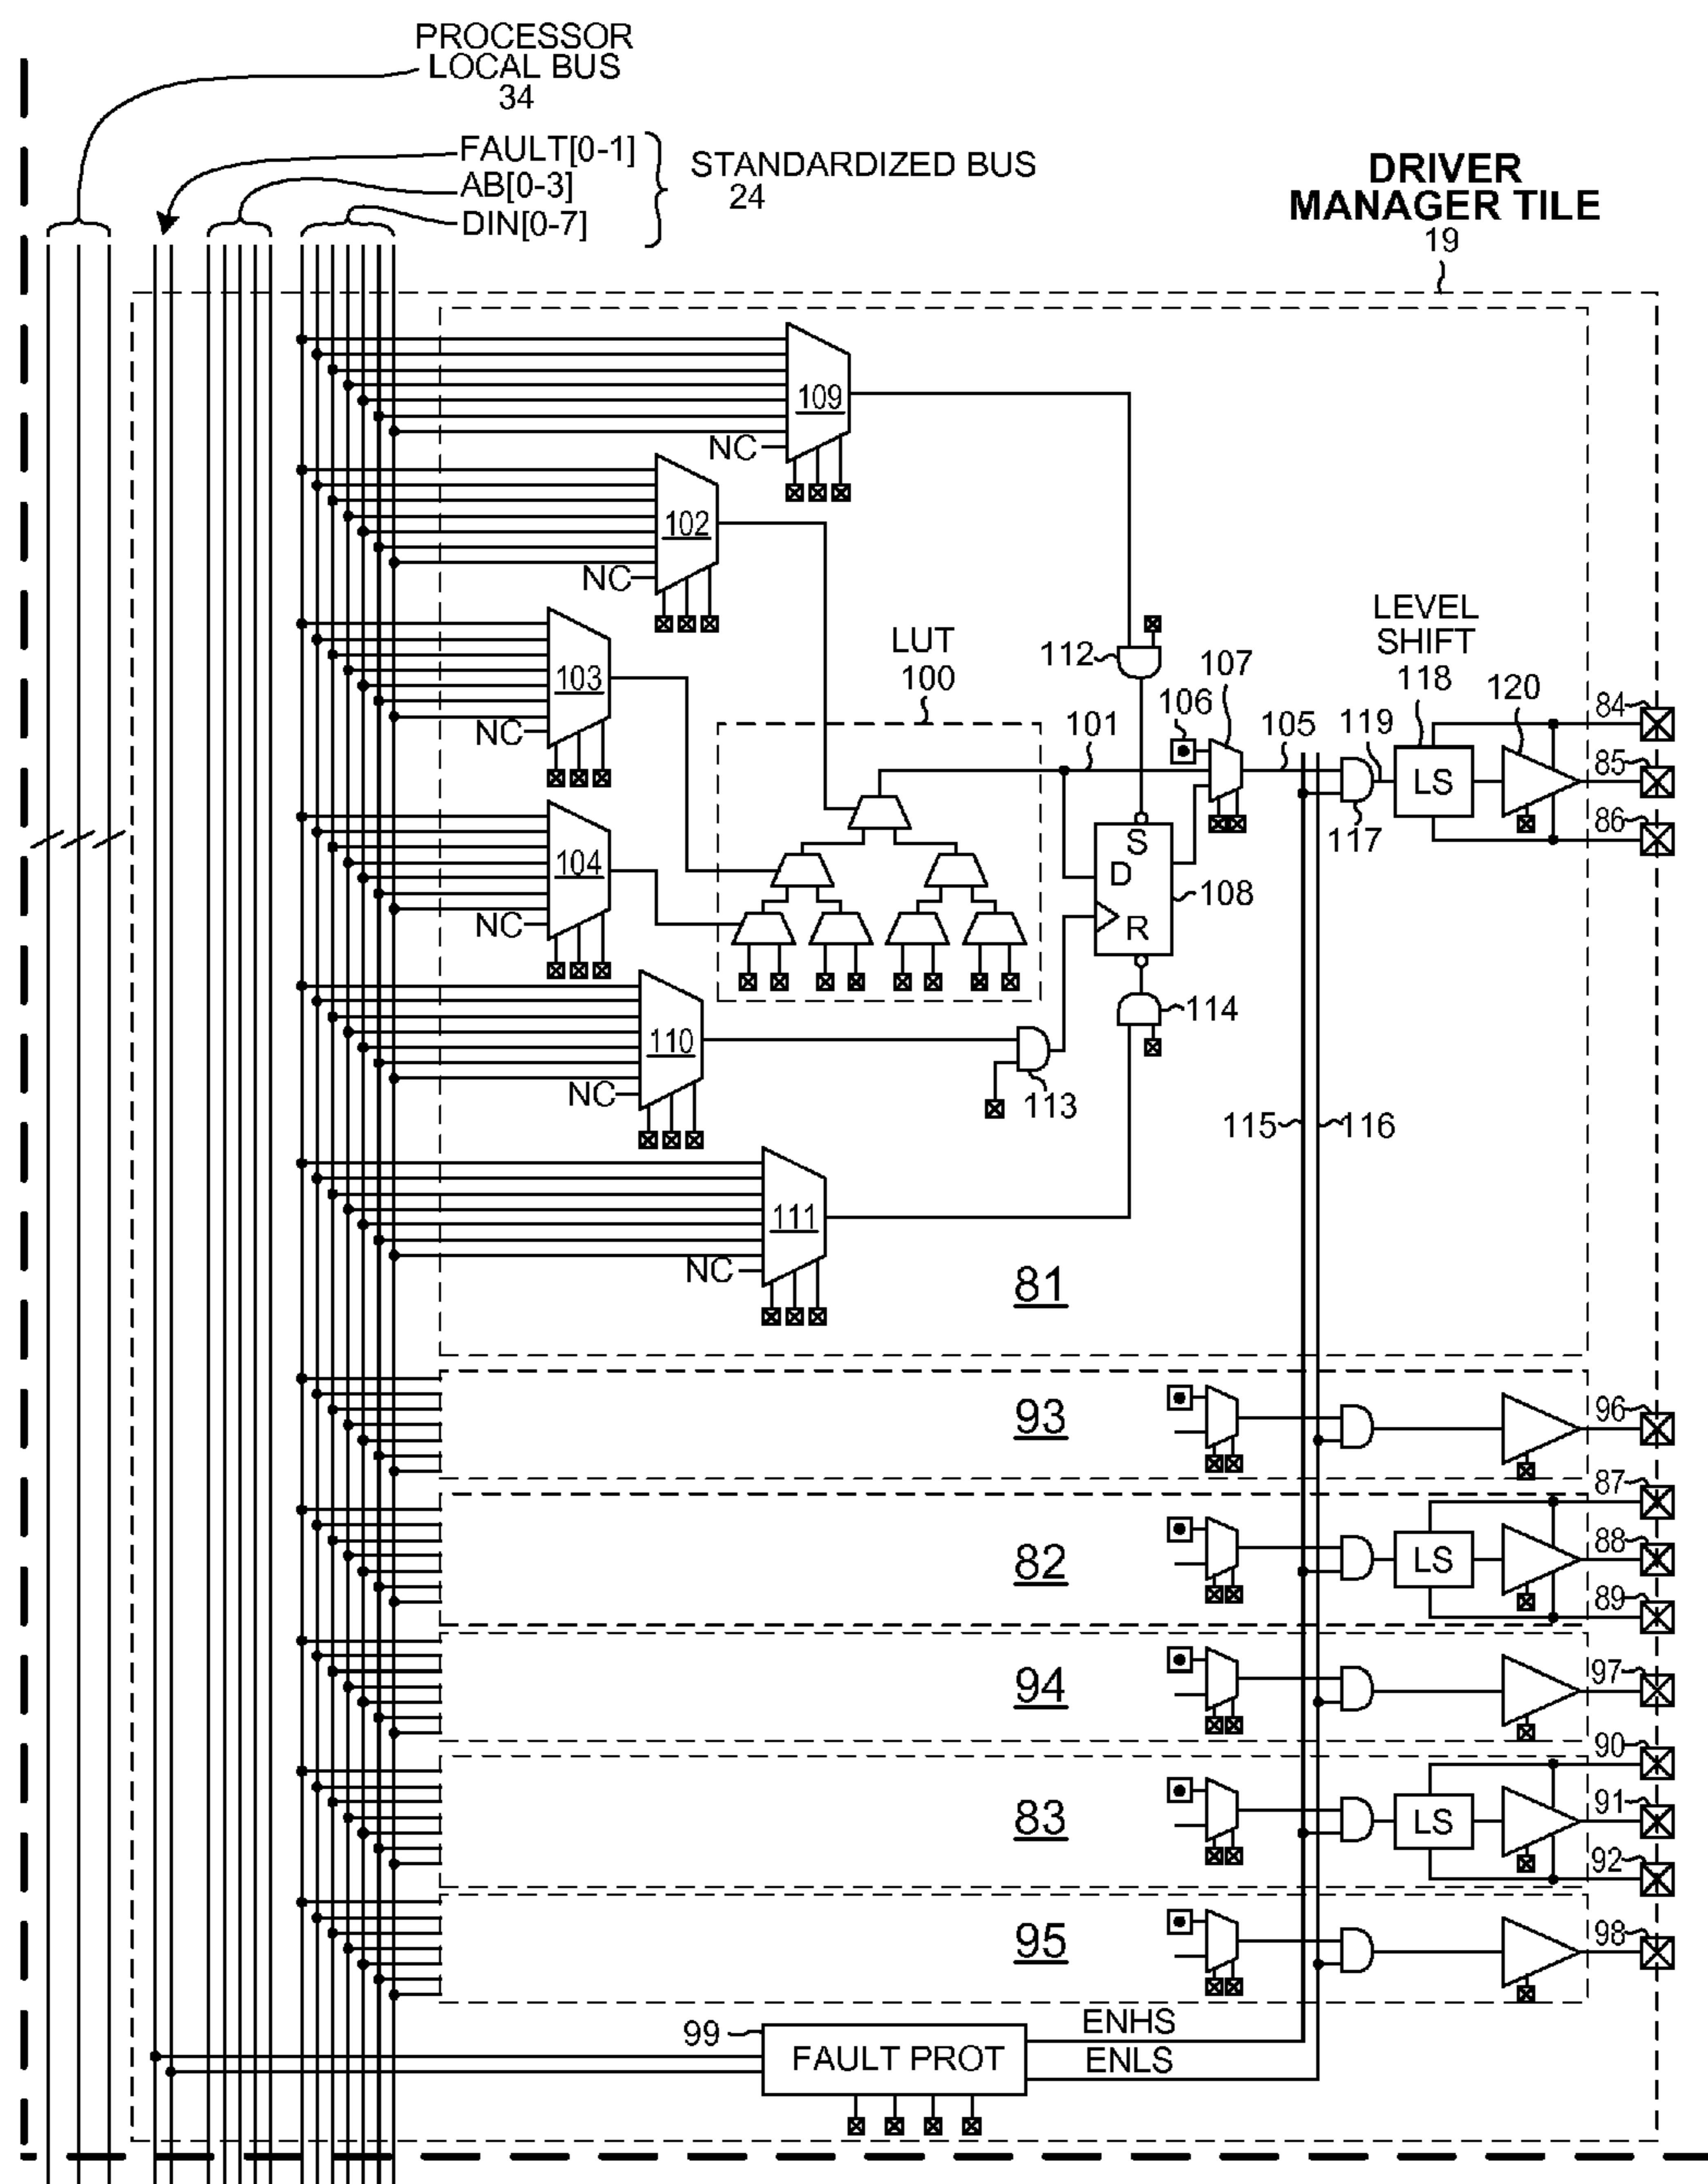 PROCESSOR
LOCAL BUS
34
FAULT[0-1]
AB[0-3]
DIN[0-7]
STANDARDIZED BUS
24
DRIVER
MANAGER TILE
19
109
NC
102
NC
103
NC
LUT
100
112
106
107
LEVEL
SHIFT
118
120
84
101
105
119
LS
85
117
86
104
NC
S
D
R
108
114
110
NC
113
115
116
111
NC
81
93
96
87
82
LS
88
89
94
97
90
83
LS
91
92
95
98
99
FAULT PROT
ENHS
ENLS